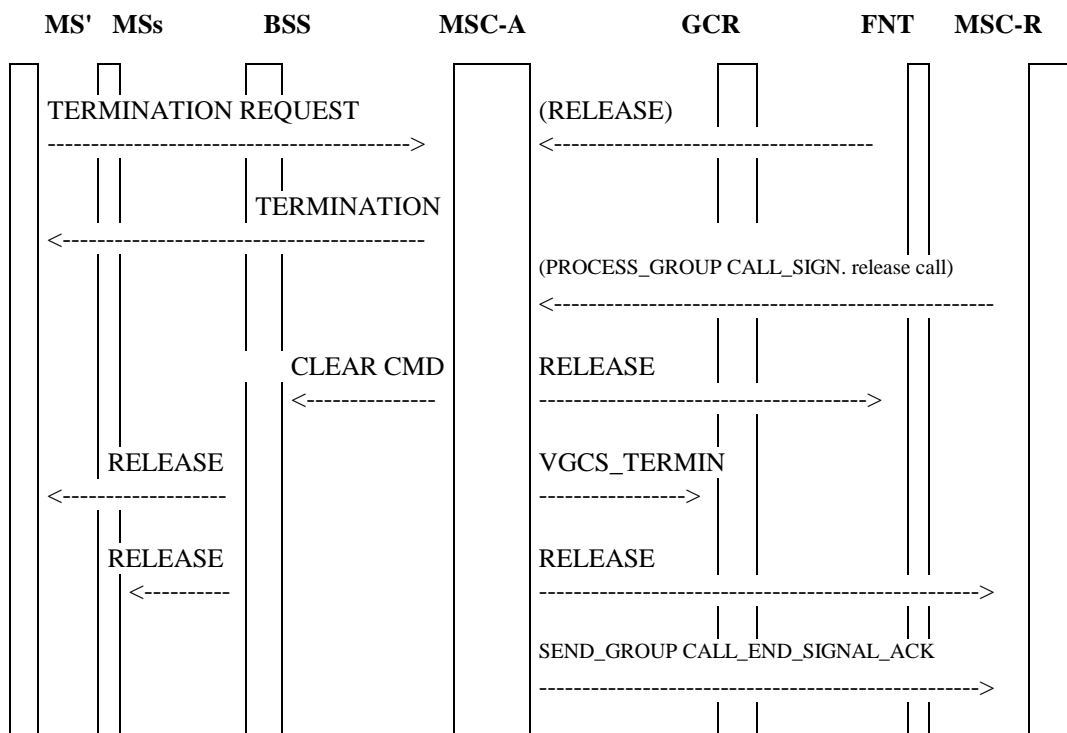 MS' MSs BSS MSC-A GCR FNT MSC-R
TERMINATION REQUEST (RELEASE)
TERMINATION
(PROCESS_GROUP CALL_SIGN. release call)
CLEAR CMD RELEASE
RELEASE VGCS_TERMIN
RELEASE RELEASE
SEND_GROUP CALL_END_SIGNAL_ACK